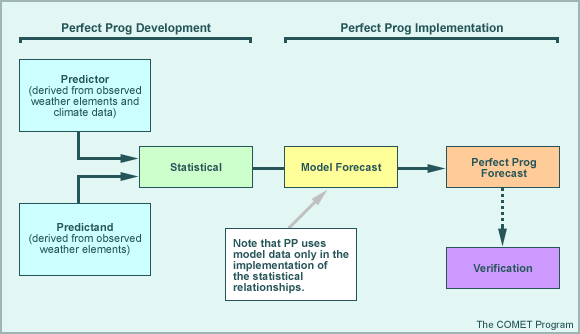 Perfect Prog Development
Perfect Prog Implementation
Predictor
(derived from observed
weather elements and
climate data)
Statistical
Model Forecast
Perfect Prog
Forecast
Predictand
(derived from observed
weather elements)
Note that PP uses
model data only in the
implementation of
the statistical
relationships.
Verification
The COMET Program